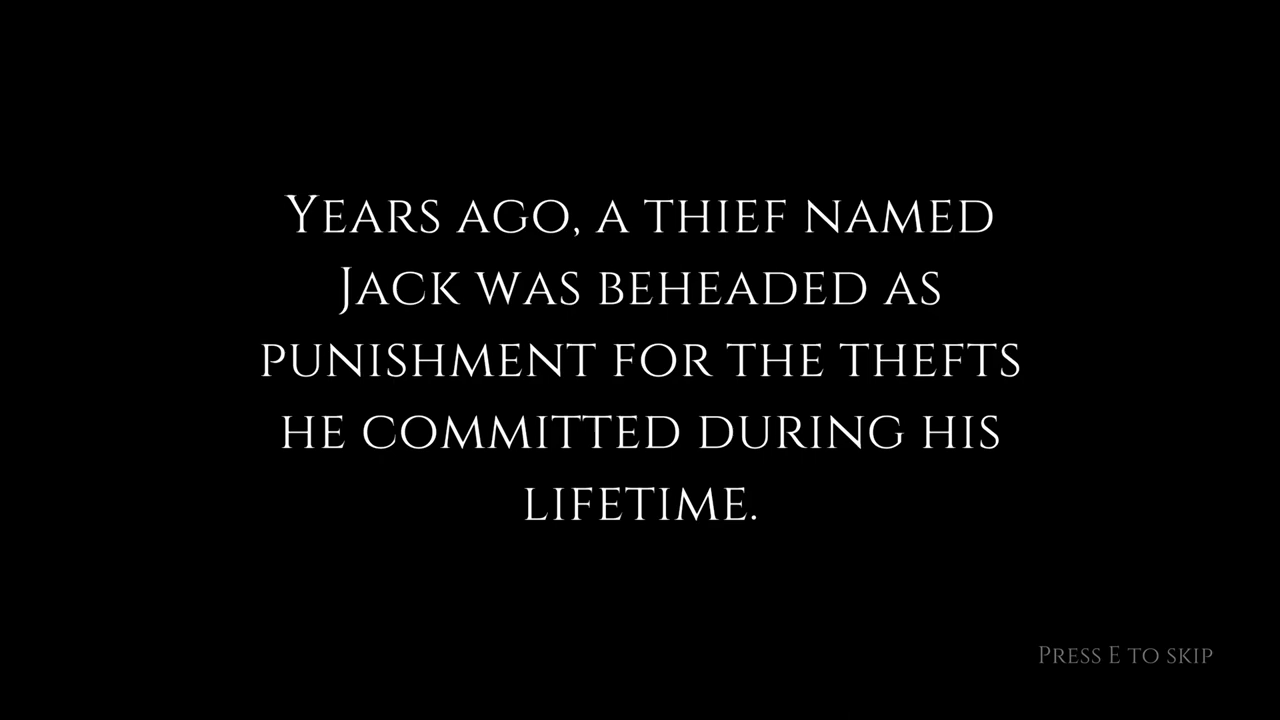 Years ago, a thief named
Jack was beheaded as
punishment for the thefts
he committed during his
lifetime.
Press E to skip